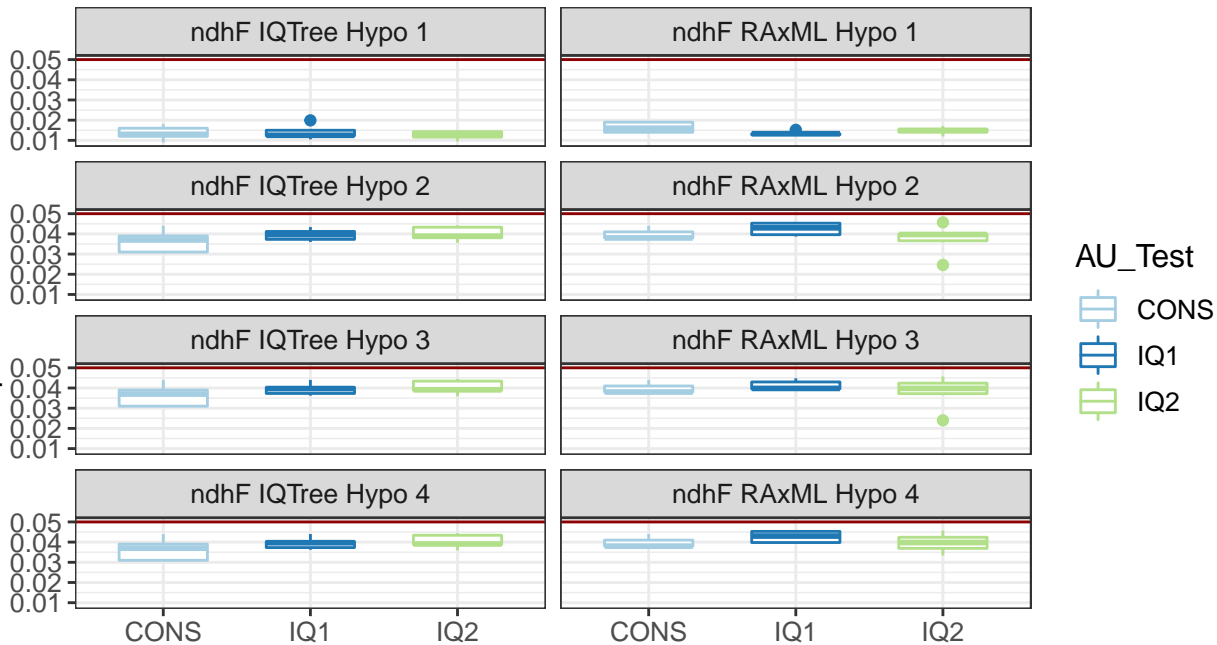 ndhF IQTree Hypo 1 ndhF RAxML Hypo 1
0.05
0.04
0.03
0.02
0.01
ndhF IQTree Hypo 2 ndhF RAxML Hypo 2
0.05
0.04
0.03
0.02
0.01
ndhF IQTree Hypo 3 ndhF RAxML Hypo 3
0.05
0.04
0.03
0.02
0.01
ndhF IQTree Hypo 4 ndhF RAxML Hypo 4
0.05
0.04
0.03
0.02
0.01
CONS IQ1 IQ2 CONS IQ1 IQ2
AU_Test
CONS
IQ1
IQ2